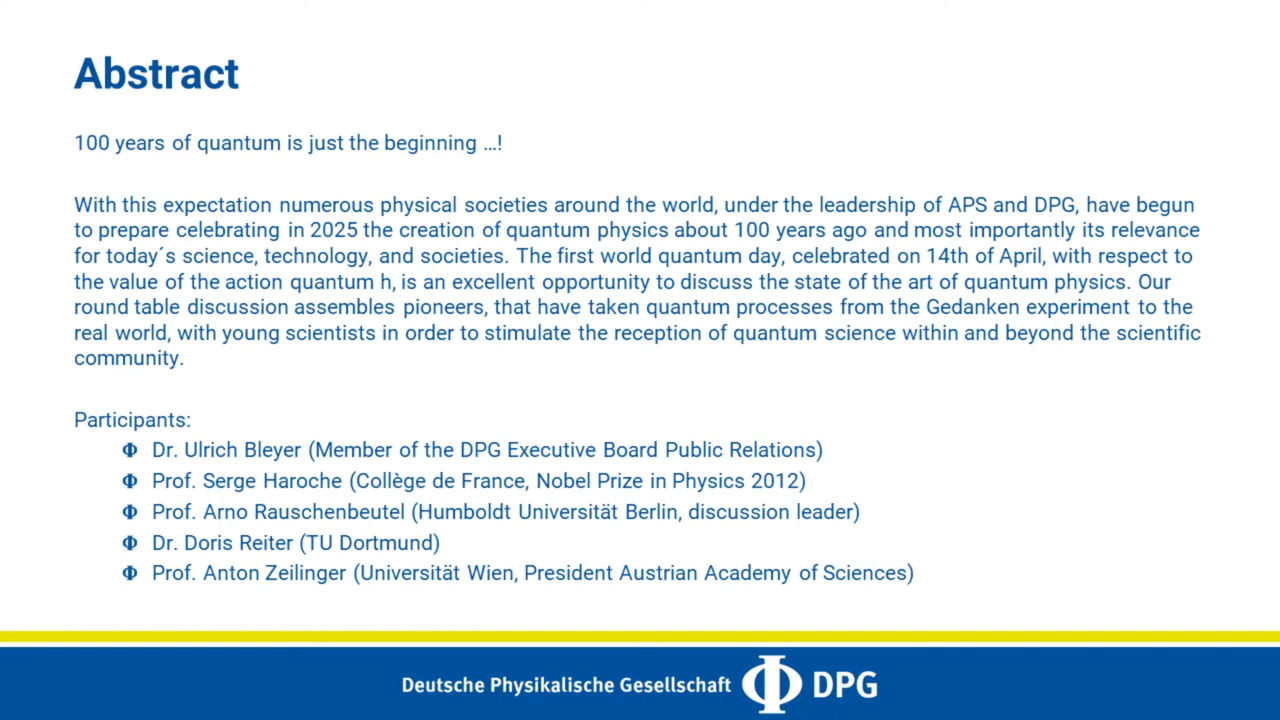 Abstract
100 years of quantum is just the beginning ...!
With this expectation numerous physical societies around the world, under the leadership of APS and DPG, have begun
to prepare celebrating in 2025 the creation of quantum physics about 100 years ago and most importantly its relevance
for today´s science, technology, and societies. The first world quantum day, celebrated on 14th of April, with respect to
the value of the action quantum h, is an excellent opportunity to discuss the state of the art of quantum physics. Our
round table discussion assembles pioneers, that have taken quantum processes from the Gedanken experiment to the
real world, with young scientists in order to stimulate the reception of quantum science within and beyond the scientific
community.
Participants:
Φ Dr. Ulrich Bleyer (Member of the DPG Executive Board Public Relations)
Φ Prof. Serge Haroche (Collège de France, Nobel Prize in Physics 2012)
Φ Prof. Arno Rauschenbeutel (Humboldt Universität Berlin, discussion leader)
Φ Dr. Doris Reiter (TU Dortmund)
Φ Prof. Anton Zeilinger (Universität Wien, President Austrian Academy of Sciences)
Deutsche Physikalische Gesellschaft Φ DPG